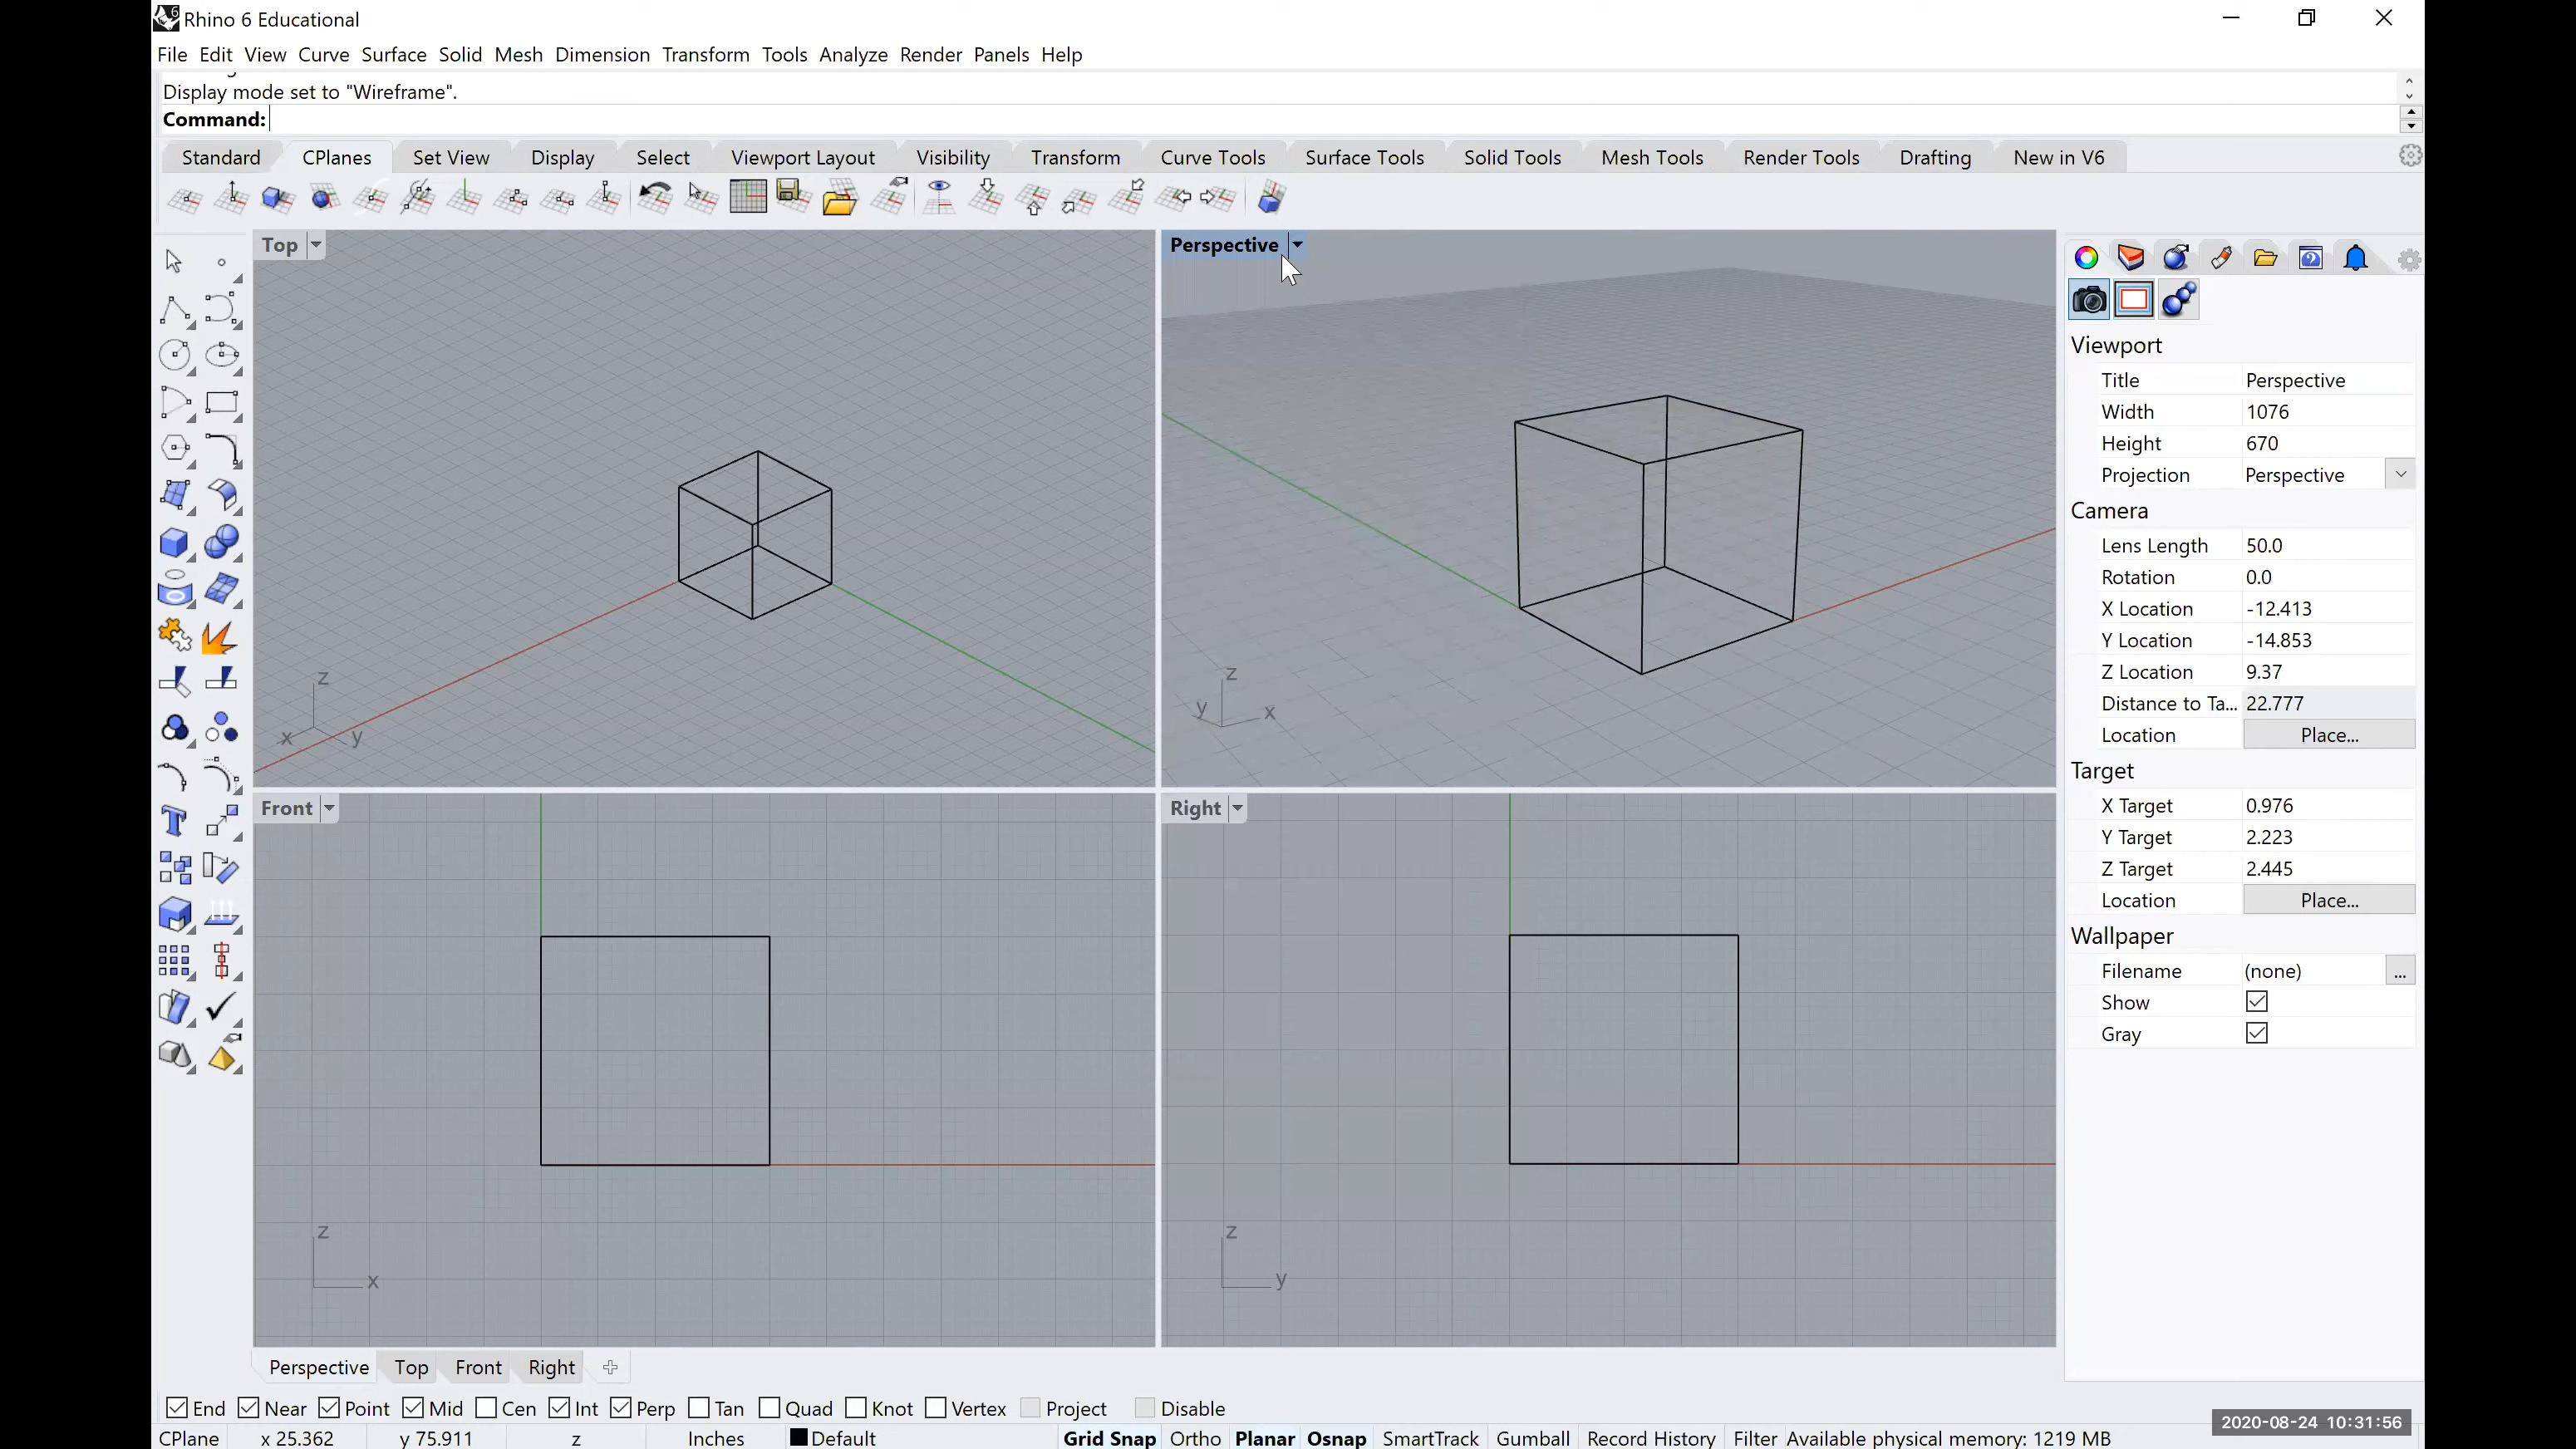 Rhino 6 Educational
File Edit View Curve Surface Solid Mesh Dimension Transform Tools Analyze Render Panels Help
Display mode set to "Wireframe".
Command:
Standard CPlanes Set View Display Select Viewport Layout Visibility Transform Curve Tools Surface Tools Solid Tools Mesh Tools Render Tools Drafting New in V6
Top
z
x y
Perspective
z
y x
Front
z
x
Right
z
y
Viewport
Title Perspective
Width 1076
Height 670
Projection Perspective
Camera
Lens Length 50.0
Rotation 0.0
X Location -12.413
Y Location -14.853
Z Location 9.37
Distance to Ta... 22.777
Location Place...
Target
X Target 0.976
Y Target 2.223
Z Target 2.445
Location Place...
Wallpaper
Filename (none) ...
Show
Gray
Perspective Top Front Right
End Near Point Mid Cen Int Perp Tan Quad Knot Vertex Project Disable
2020-08-24 10:31:56
CPlane x 25.362 y 75.911 z Inches Default Grid Snap Ortho Planar Osnap SmartTrack Gumball Record History Filter Available physical memory: 1219 MB